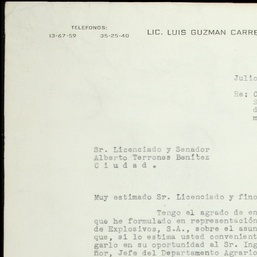 TELEFONOS:
13-67-59 35-25-40
LIC. LUIS GUZMAN CARRE
Julio
Re: C
d
m
Sr. Licenciado y Senador
Alberto Terrones Benítez
C i u d a d .
Muy estimado Sr. Licenciado y fino
Tengo el agrado de en
que he formulado en representación
de Explosivos, S.A., sobre el asun
que, si lo estima usted convenient
garlo en su oportunidad al Sr. Ing
ñor, Jefe del Departamento Agrario